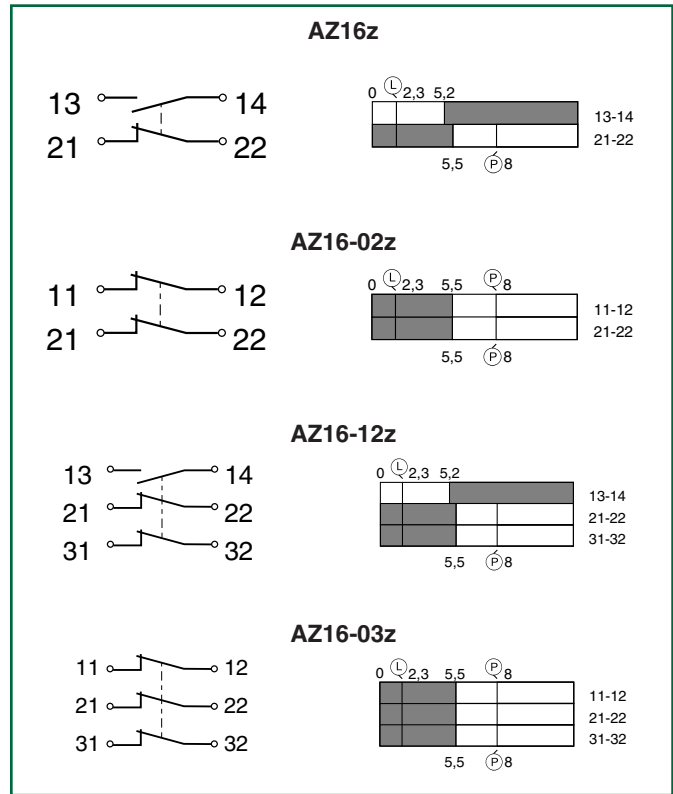 AZ16z
13 14
21 22
0 L 2,3 5,2
13-14
21-22
5,5 P 8
AZ16-02z
11 12
21 22
0 L 2,3 5,5 P 8
11-12
21-22
5,5 P 8
AZ16-12z
13 14
21 22
31 32
0 L 2,3 5,2
13-14
21-22
31-32
5,5 P 8
AZ16-03z
11 12
21 22
31 32
0 L 2,3 5,5 P 8
11-12
21-22
31-32
5,5 P 8